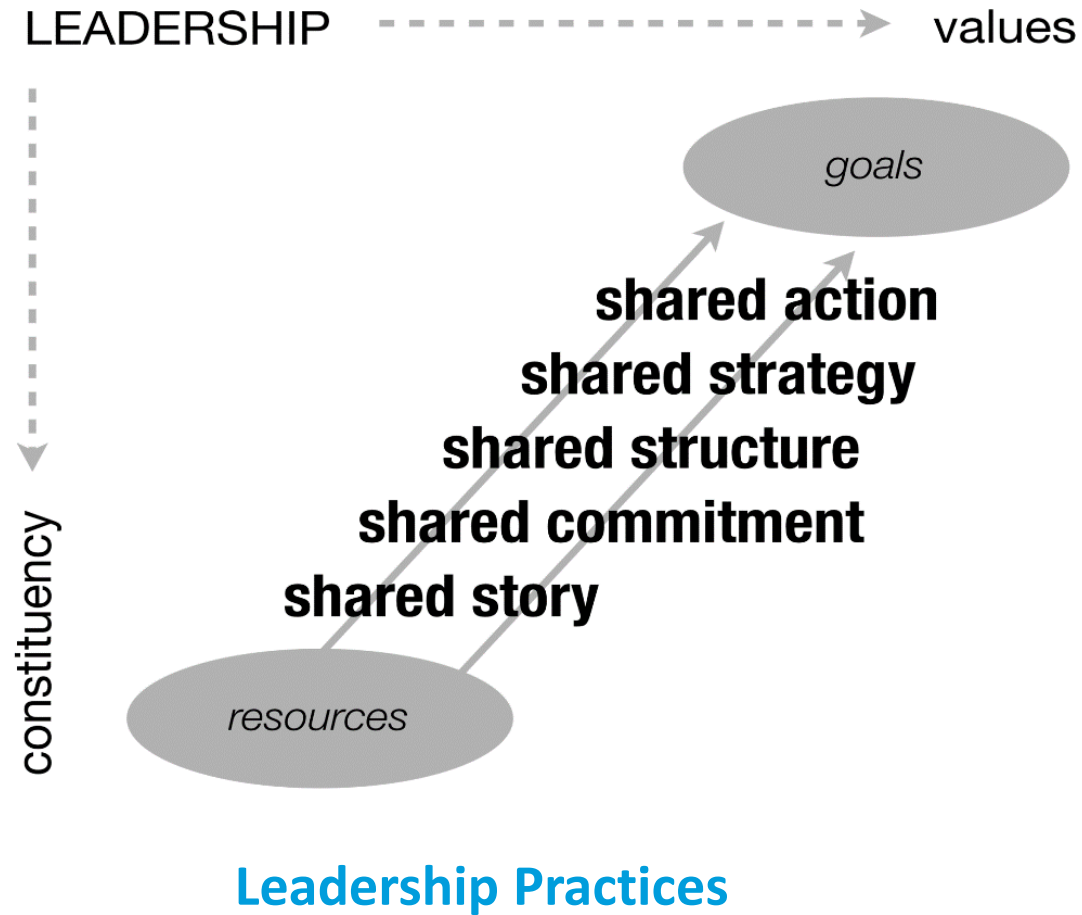 LEADERSHIP
values
goals
shared action
shared strategy
shared structure
shared commitment
shared story
constituency
resources
Leadership Practices